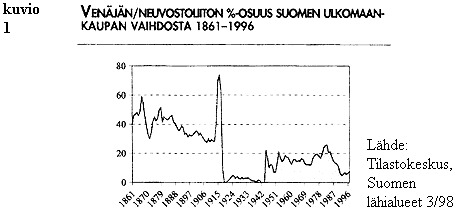 kuvio
1
VENÄJÄN/NEUVOSTOLIITON %-OSUUS SUOMEN ULKOMAAN-
KAUPAN VAIHDOSTA 1861–1996
80
60
40
20
0
1861 1870 1879 1888 1897 1906 1915 1924 1933 1942 1951 1960 1969 1978 1987 1996
Lähde:
Tilastokeskus,
Suomen
lähialueet 3/98